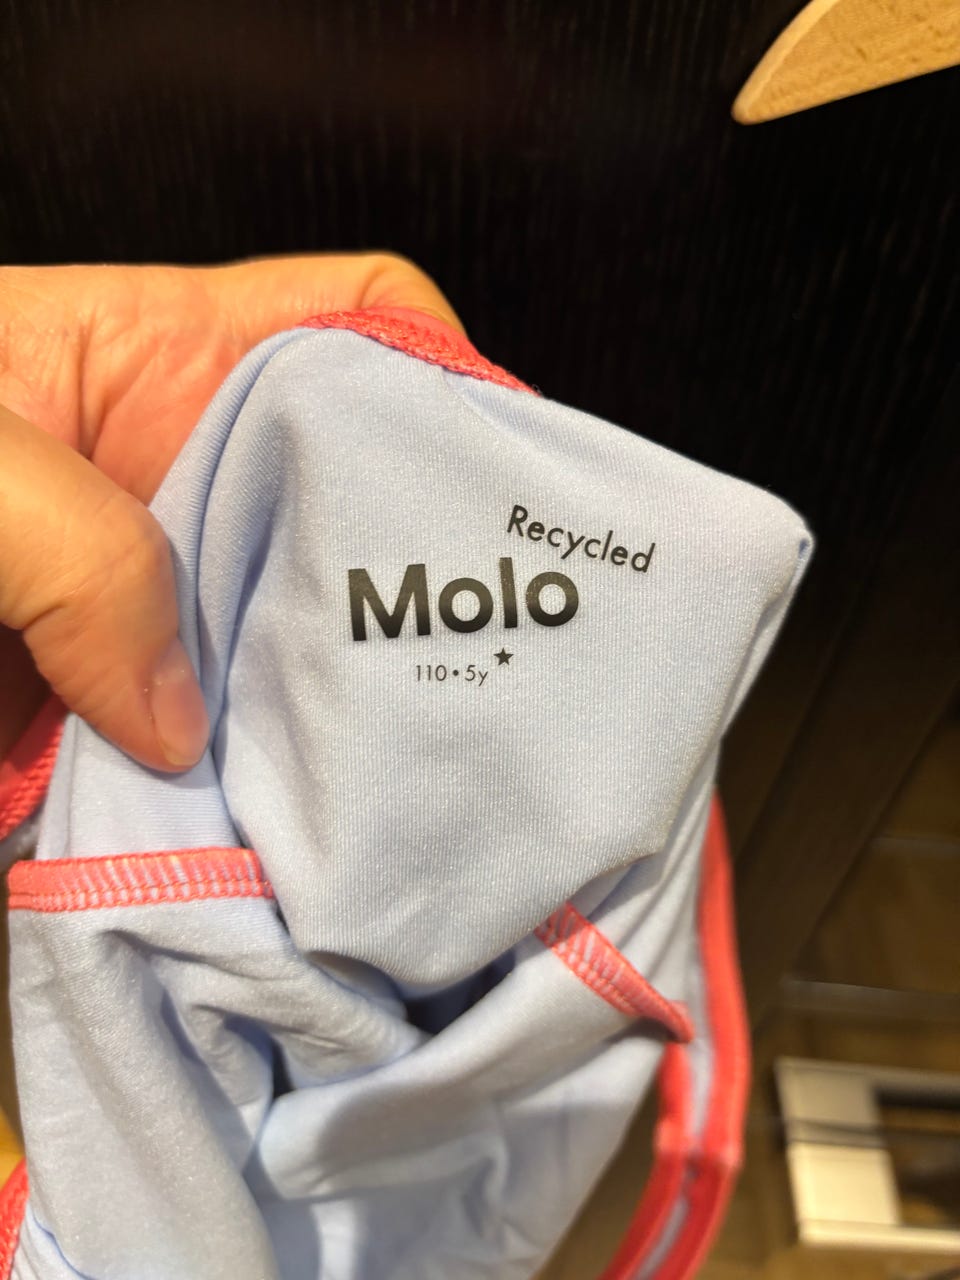 Recycled
Molo
110 • 5y